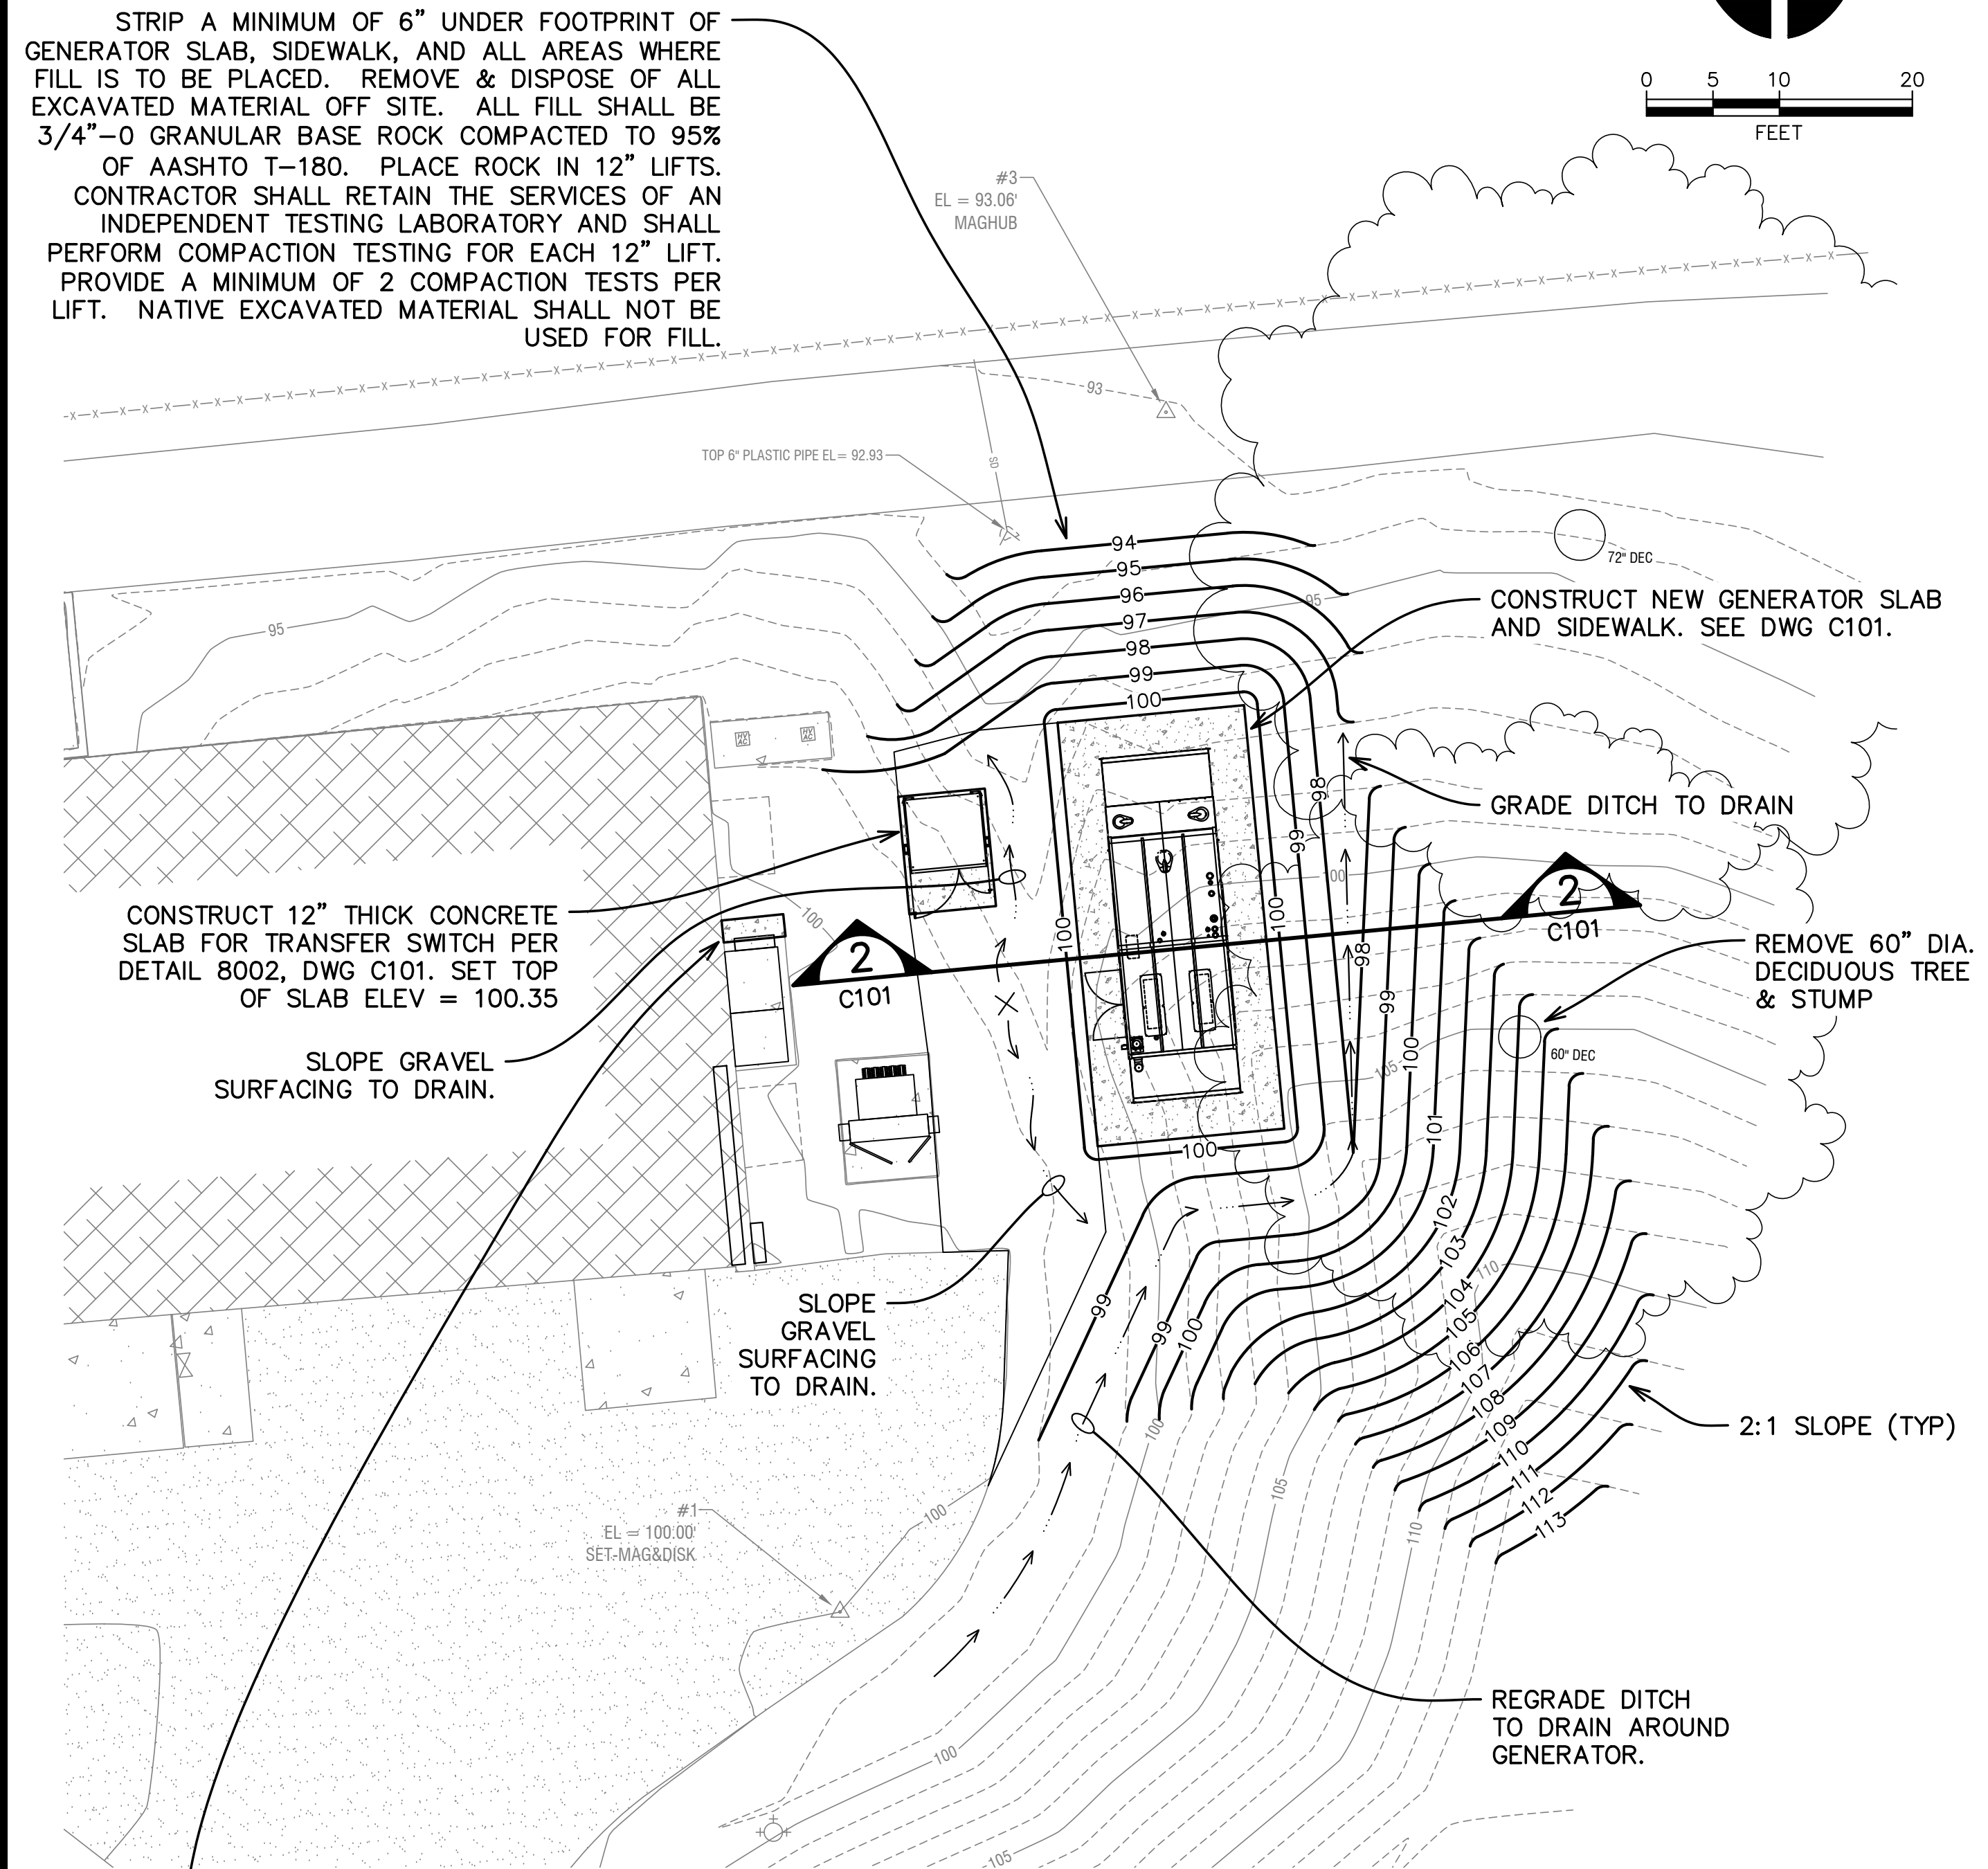 STRIP A MINIMUM OF 6" UNDER FOOTPRINT OF
GENERATOR SLAB, SIDEWALK, AND ALL AREAS WHERE
FILL IS TO BE PLACED. REMOVE & DISPOSE OF ALL
EXCAVATED MATERIAL OFF SITE. ALL FILL SHALL BE
3/4"-0 GRANULAR BASE ROCK COMPACTED TO 95%
OF AASHTO T-180. PLACE ROCK IN 12" LIFTS.
CONTRACTOR SHALL RETAIN THE SERVICES OF AN
INDEPENDENT TESTING LABORATORY AND SHALL
PERFORM COMPACTION TESTING FOR EACH 12" LIFT.
PROVIDE A MINIMUM OF 2 COMPACTION TESTS PER
LIFT. NATIVE EXCAVATED MATERIAL SHALL NOT BE
USED FOR FILL.
0 5 10 20
FEET
#3
EL = 93.06'
MAGHUB
93
TOP 6" PLASTIC PIPE EL= 92.93
SD
72" DEC
94
95
96
97
98
99
100
95
95
CONSTRUCT NEW GENERATOR SLAB
AND SIDEWALK. SEE DWG C101.
HV
AC
HV
AC
GRADE DITCH TO DRAIN
98
99
100
100
100
100
2
C101
2
C101
CONSTRUCT 12" THICK CONCRETE
SLAB FOR TRANSFER SWITCH PER
DETAIL 8002, DWG C101. SET TOP
OF SLAB ELEV = 100.35
REMOVE 60" DIA.
DECIDUOUS TREE
& STUMP
60" DEC
SLOPE GRAVEL
SURFACING TO DRAIN.
98
99
100
105
101
100
102
103
110
104
105
106
107
108
109
110
111
112
113
99
99
100
SLOPE
GRAVEL
SURFACING
TO DRAIN.
2:1 SLOPE (TYP)
100
105
110
100
#1
EL = 100.00'
SET-MAG&DISK
REGRADE DITCH
TO DRAIN AROUND
GENERATOR.
100
105